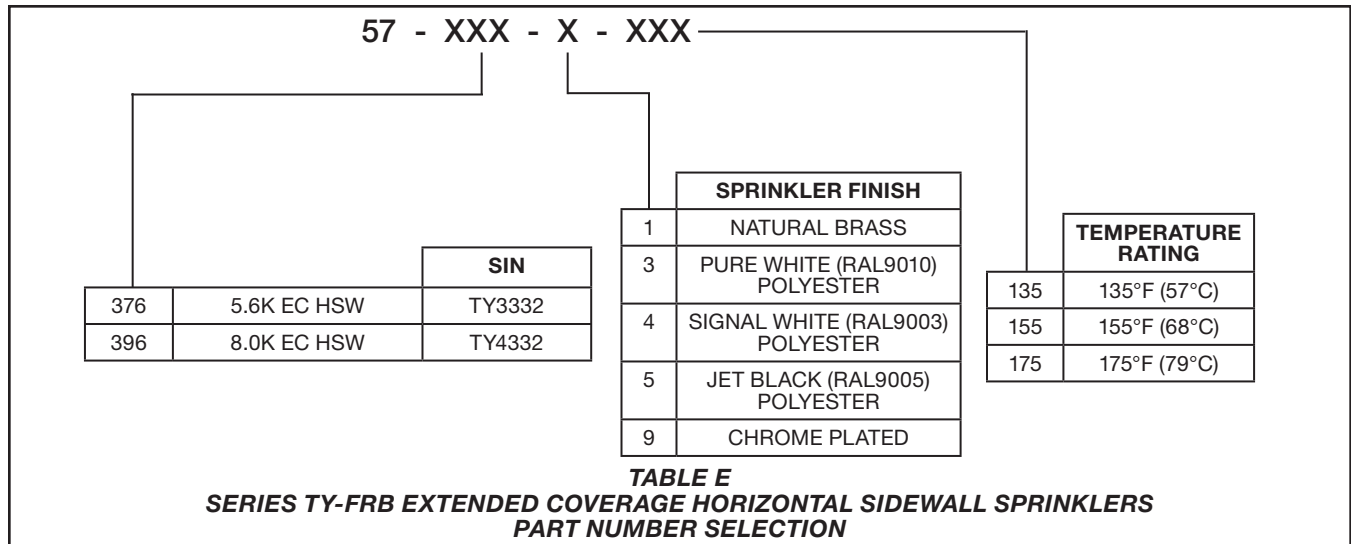 57 - XXX - X - XXX
SIN
376 5.6K EC HSW TY3332
396 8.0K EC HSW TY4332
SPRINKLER FINISH
1 NATURAL BRASS
3 PURE WHITE (RAL9010)
POLYESTER
4 SIGNAL WHITE (RAL9003)
POLYESTER
5 JET BLACK (RAL9005)
POLYESTER
9 CHROME PLATED
TEMPERATURE
RATING
135 135°F (57°C)
155 155°F (68°C)
175 175°F (79°C)
TABLE E
SERIES TY-FRB EXTENDED COVERAGE HORIZONTAL SIDEWALL SPRINKLERS
PART NUMBER SELECTION